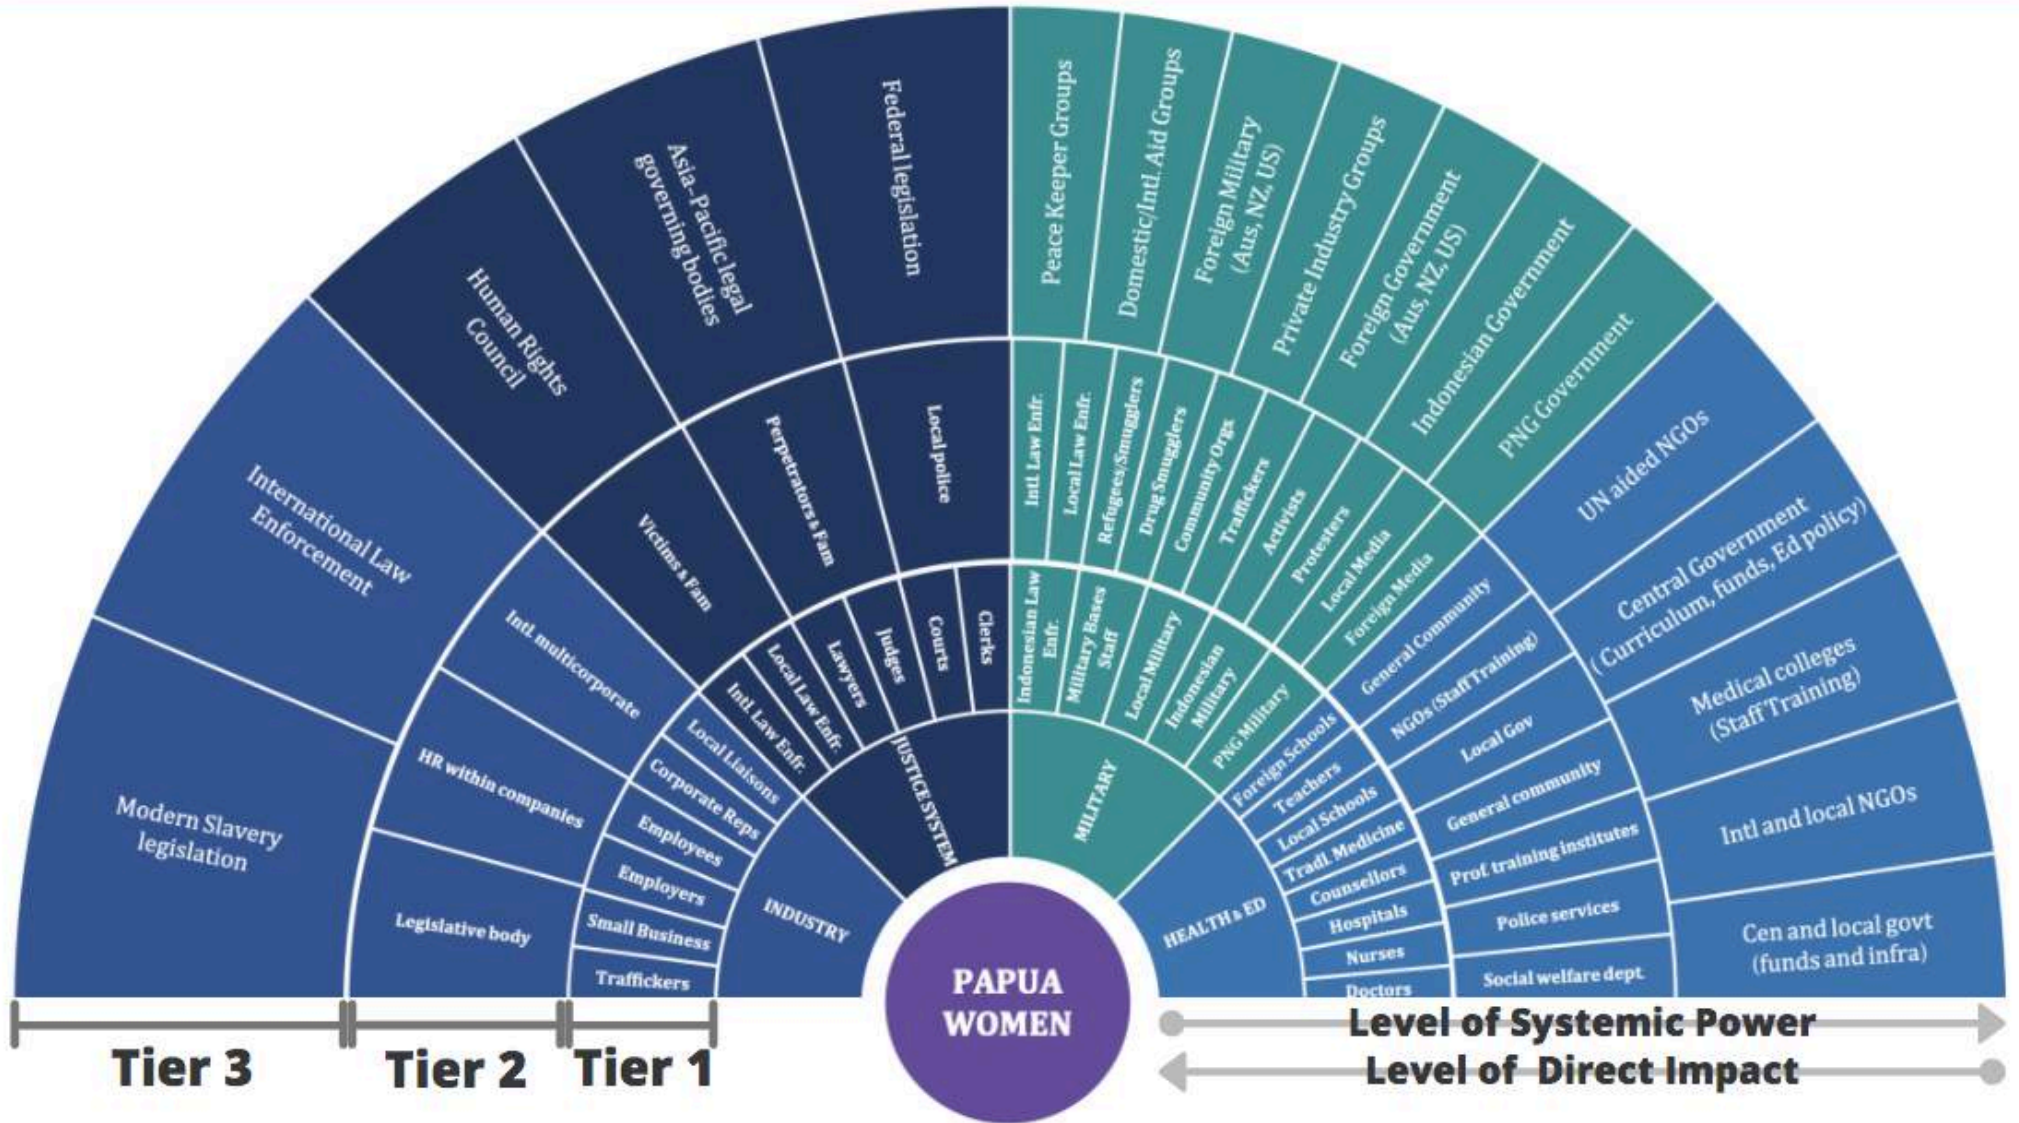 Modern Slavery
legislation
International Law
Enforcement
Human Rights
Council
Asia-Pacific legal
governing bodies
Federal legislation
Peace Keeper Groups
Domestic/Intl. Aid Groups
Foreign Military
(Aus, NZ, US)
Private Industry Groups
Foreign Government
(Aus, NZ, US)
Indonesian Government
PNG Government
UN aided NGOs
Central Government
( Curriculum, funds, Ed policy)
Medical colleges
(Staff Training)
Intl and local NGOs
Cen and local govt
(funds and infra)
Legislative body
HR within companies
Intl. multicorporate
Victims & Fam
Perpetrators & Fam
Local police
Intl. Law Enfr.
Local Law Enfr.
Refugees/Smugglers
Drug Smugglers
Community Orgs
Traffickers
Activists
Protesters
Local Media
Foreign Media
General Community
NGOs (Staff Training)
Local Gov
General community
Prof. training institutes
Police services
Social welfare dept.
Traffickers
Small Business
Employers
Employees
Corporate Reps
Local Liaisons
Intl. Law Enfr.
Local Law Enfr.
Lawyers
Judges
Courts
Clerks
Indonesian Law
Enfr.
Military Bases
Staff
Local Military
Indonesian
Military
PNG Military
Foreign Schools
Teachers
Local Schools
Tradl. Medicine
Counsellors
Hospitals
Nurses
Doctors
INDUSTRY
JUSTICE SYSTEM
MILITARY
HEALTH & ED
PAPUA
WOMEN
Tier 3
Tier 2
Tier 1
Level of Systemic Power
Level of Direct Impact